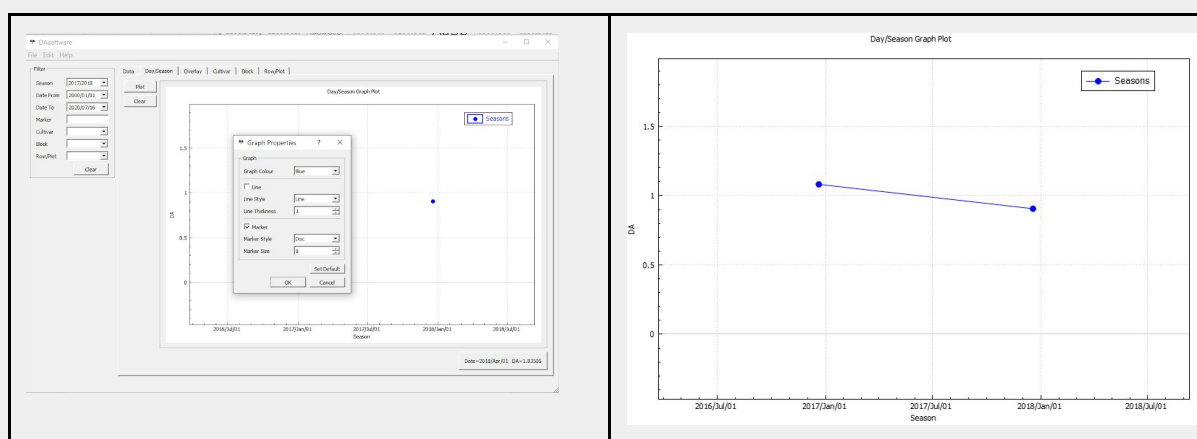 DAsoftware
File Edit Help
Filter
Season 2017/2018
Date From 2000/01/01
Date To 2020/07/16
Marker
Cultivar
Block
Row/Plot
Clear
Data Day/Season Overlay Cultivar Block Row/Plot
Plot
Clear
Day/Season Graph Plot
Seasons
1.5
1
0.5
0
DA
2016/Jul/01 2017/Jan/01 2017/Jul/01 2018/Jan/01 2018/Jul/01
Season
Date=2018/Apr/01 DA=1.83595
Graph Properties ?
Graph
Graph Colour Blue
Line
Line Style Line
Line Thickness 1
Marker
Marker Style Disc
Marker Size 8
Set Default
OK Cancel
Day/Season Graph Plot
Seasons
1.5
1
0.5
0
DA
2016/Jul/01 2017/Jan/01 2017/Jul/01 2018/Jan/01 2018/Jul/01
Season